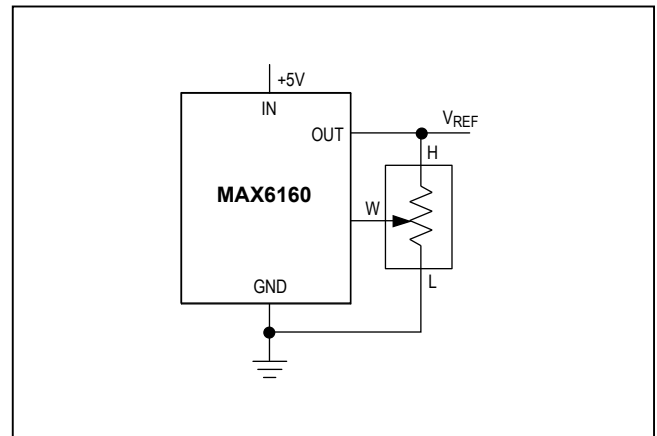 +5V
IN
OUT
VREF
H
MAX6160
W
L
GND